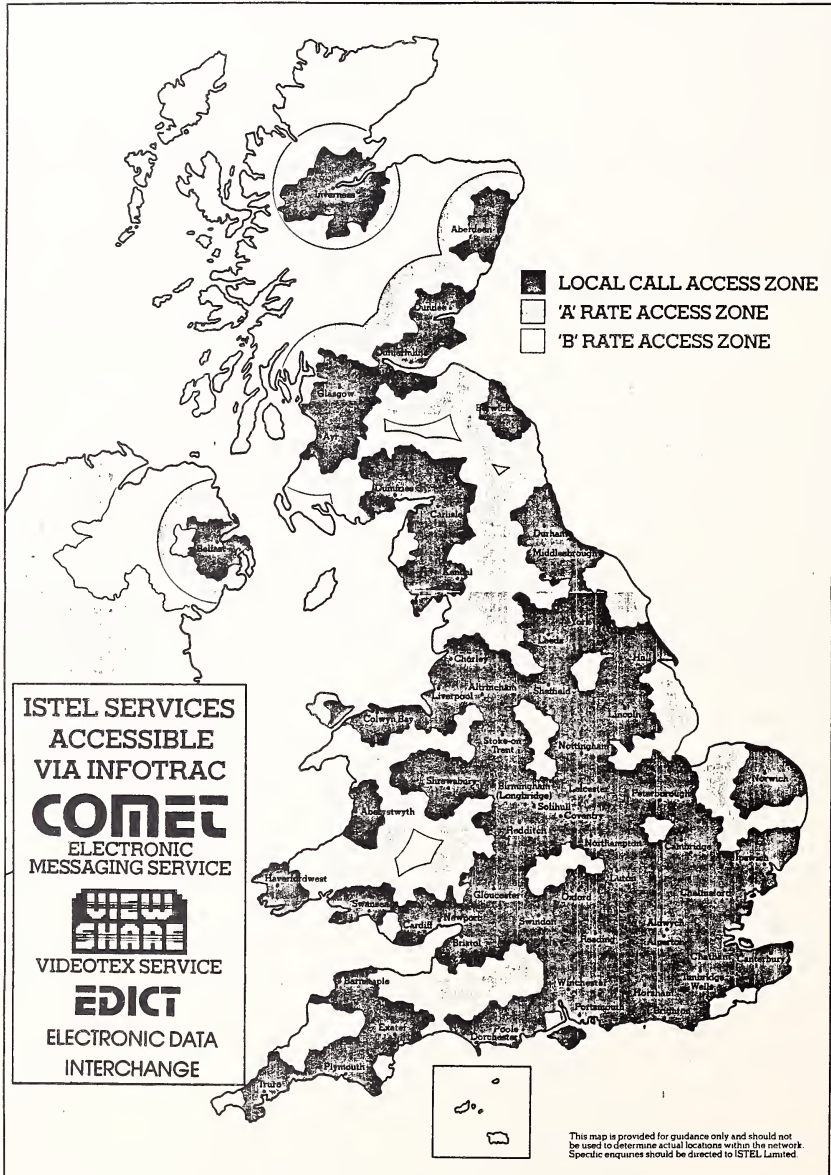 Inverness
Aberdeen
LOCAL CALL ACCESS ZONE
'A' RATE ACCESS ZONE
'B' RATE ACCESS ZONE
Dundee
Dunfermline
Glasgow
Berwick
Ayr
Dumfries
Carlisle
Belfast
Durham
Middlesbrough
Kendal
York
Leeds
Hull
Chorley
Altrincham
Sheffield
Liverpool
Lincoln
Colwyn Bay
Stoke-on
Trent
Nottingham
Shrewsbury
Birmingham
(Longbridge)
Leicester
Peterborough
Norwich
Solihull
Coventry
Aberystwyth
Redditch
Northampton
Cambridge
Ipswich
Haverfordwest
Luton
Gloucester
Oxford
Chelmsford
Swansea
Newport
Swindon
Aldwych
Cardiff
Bristol
Reading
Alperton
Chatham
Canterbury
Tunbridge
Wells
Barnstaple
Winchester
Horsham
Portsmouth
Brighton
Exeter
Poole
Dorchester
Plymouth
Truro
ISTEL SERVICES
ACCESSIBLE
VIA INFOTRAC
COMET
ELECTRONIC
MESSAGING SERVICE
VIEW
SHARE
VIDEOTEX SERVICE
EDICT
ELECTRONIC DATA
INTERCHANGE
This map is provided for guidance only and should not
be used to determine actual locations within the network.
Specific enquiries should be directed to ISTEL Limited.